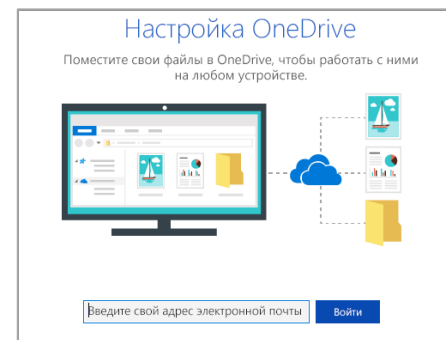 Настройка OneDrive
Поместите свои файлы в OneDrive, чтобы работать с ними
на любом устройстве.
Введите свой адрес электронной почты
Войти